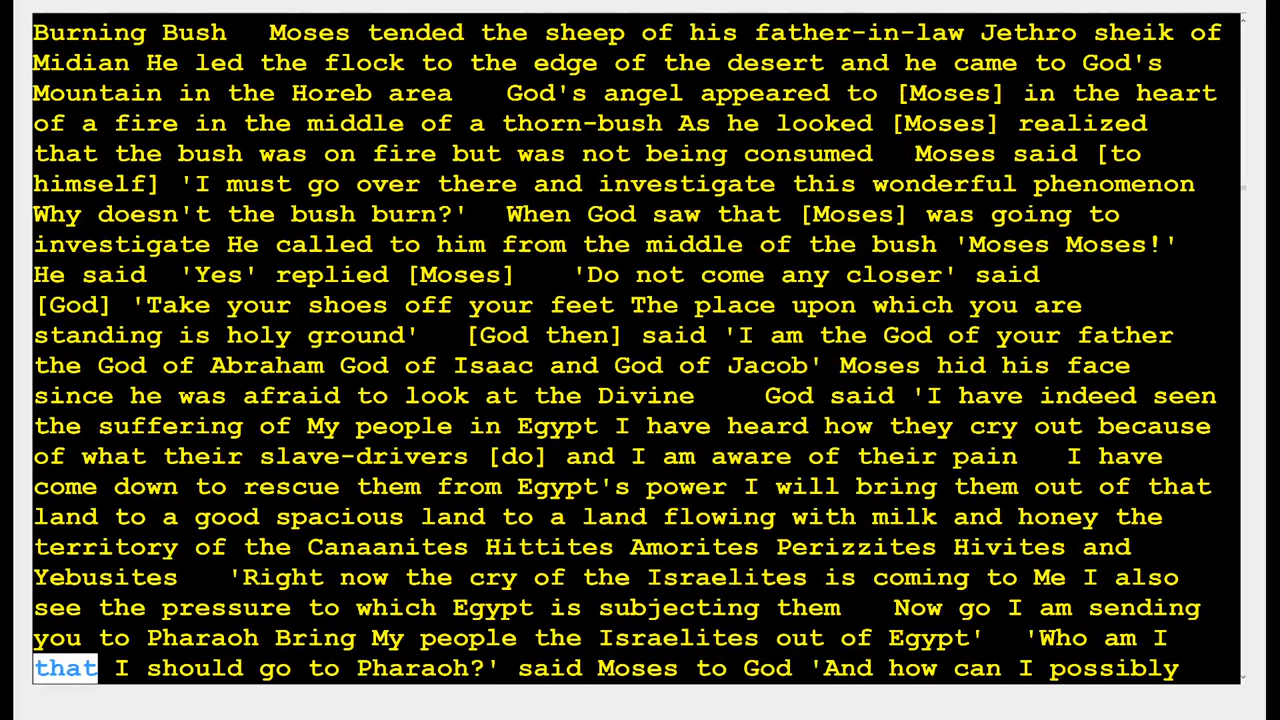 Burning Bush   Moses tended the sheep of his father-in-law Jethro sheik of
Midian He led the flock to the edge of the desert and he came to God's
Mountain in the Horeb area   God's angel appeared to [Moses] in the heart
of a fire in the middle of a thorn-bush As he looked [Moses] realized
that the bush was on fire but was not being consumed   Moses said [to
himself] 'I must go over there and investigate this wonderful phenomenon
Why doesn't the bush burn?'   When God saw that [Moses] was going to
investigate He called to him from the middle of the bush 'Moses Moses!'
He said  'Yes' replied [Moses]    'Do not come any closer' said
[God] 'Take your shoes off your feet The place upon which you are
standing is holy ground'   [God then] said 'I am the God of your father
the God of Abraham God of Isaac and God of Jacob' Moses hid his face
since he was afraid to look at the Divine    God said 'I have indeed seen
the suffering of My people in Egypt I have heard how they cry out because
of what their slave-drivers [do] and I am aware of their pain   I have
come down to rescue them from Egypt's power I will bring them out of that
land to a good spacious land to a land flowing with milk and honey the
territory of the Canaanites Hittites Amorites Perizzites Hivites and
Yebusites   'Right now the cry of the Israelites is coming to Me I also
see the pressure to which Egypt is subjecting them   Now go I am sending
you to Pharaoh Bring My people the Israelites out of Egypt'   'Who am I
that I should go to Pharaoh?' said Moses to God 'And how can I possibly